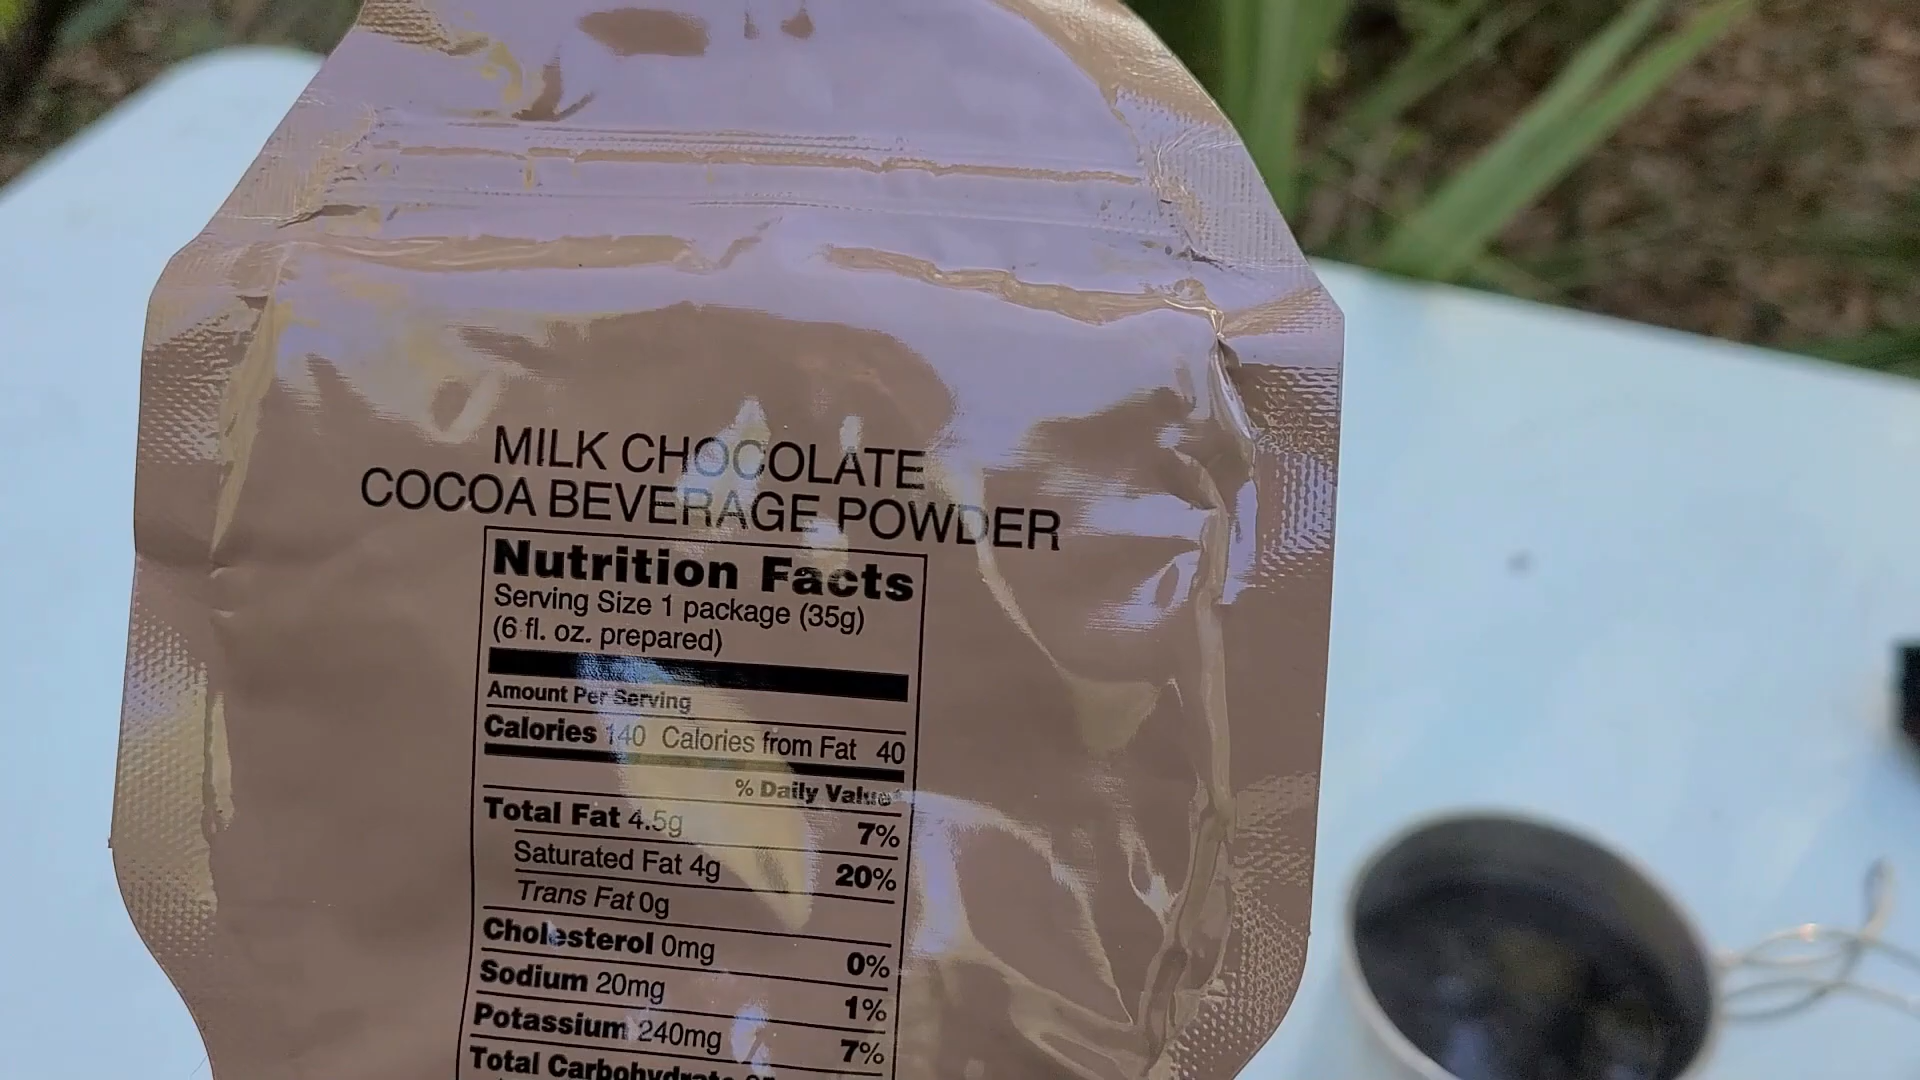 MILK CHOCOLATE
COCOA BEVERAGE POWDER
Nutrition Facts
Serving Size 1 package (35g)
(6 fl. oz. prepared)
Amount Per Serving
Calories 140 Calories from Fat 40
% Daily Value*
Total Fat 4.5g 7%
Saturated Fat 4g 20%
Trans Fat 0g
Cholesterol 0mg 0%
Sodium 20mg 1%
Potassium 240mg 7%
Total Carbohydrate